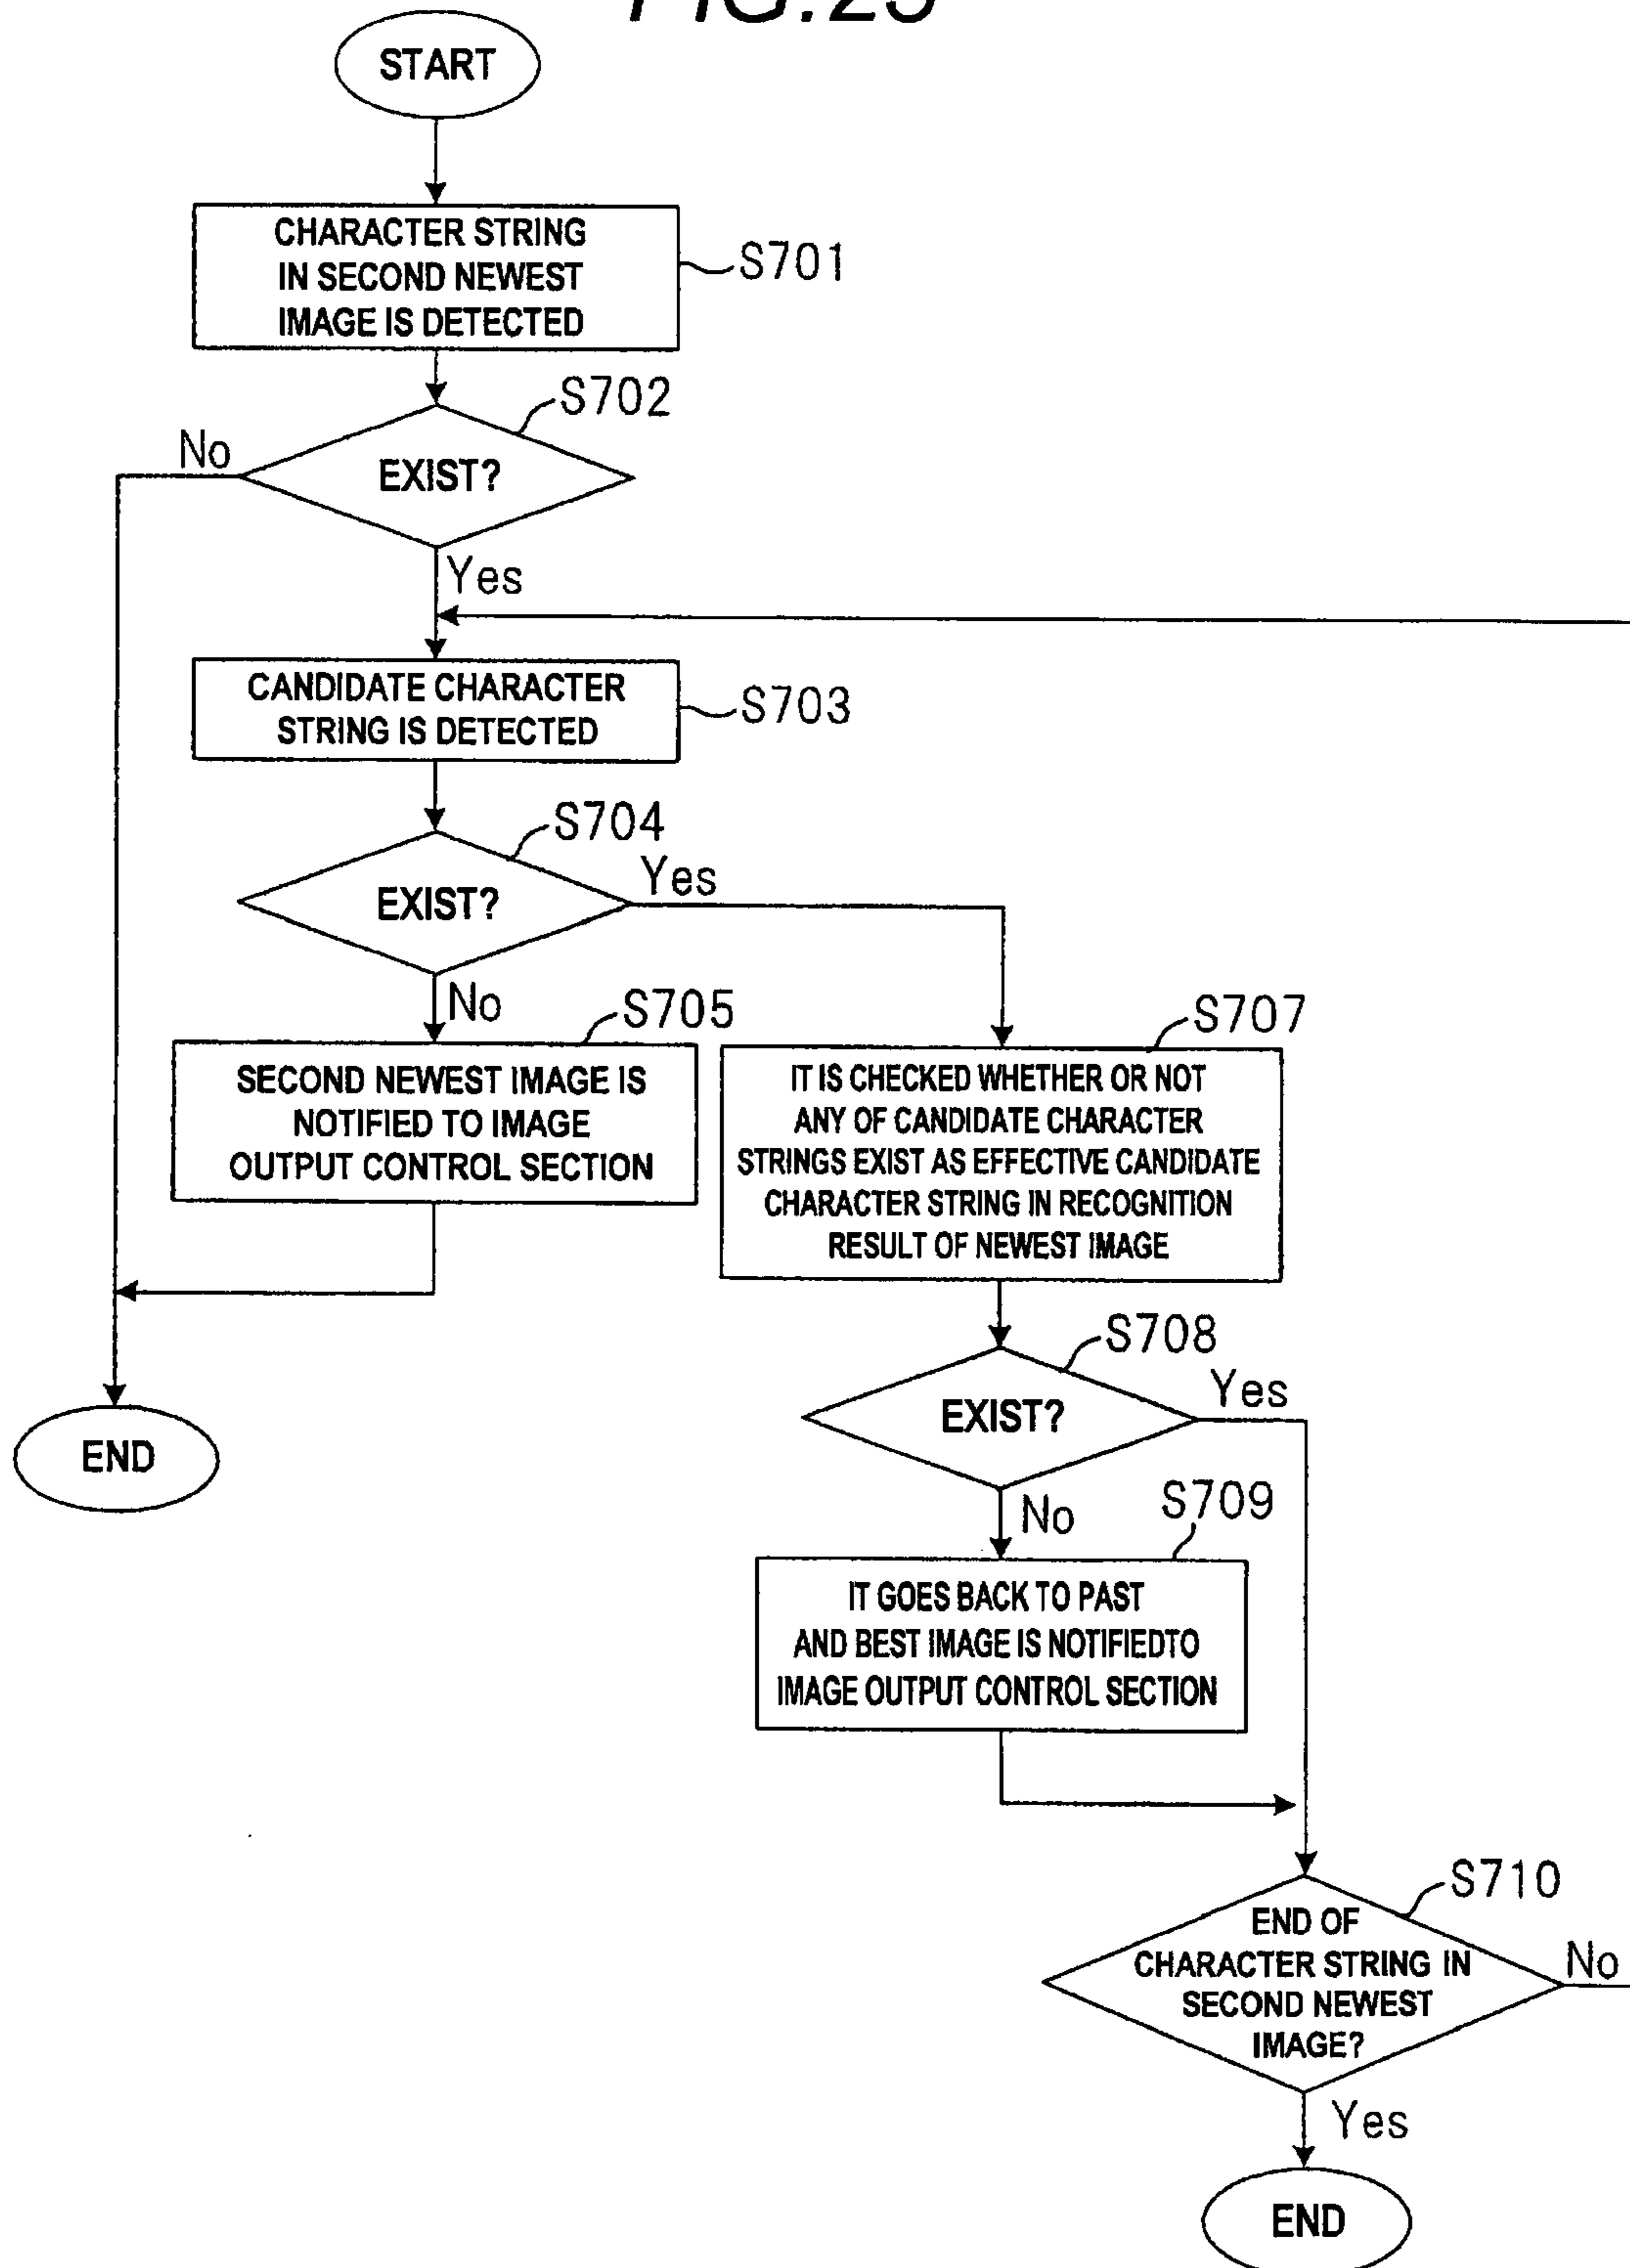 FIG.25
START
CHARACTER STRING
IN SECOND NEWEST
IMAGE IS DETECTED
S701
S702
No
EXIST?
Yes
CANDIDATE CHARACTER
STRING IS DETECTED
S703
S704
EXIST?
Yes
No
S705
SECOND NEWEST IMAGE IS
NOTIFIED TO IMAGE
OUTPUT CONTROL SECTION
S707
IT IS CHECKED WHETHER OR NOT
ANY OF CANDIDATE CHARACTER
STRINGS EXIST AS EFFECTIVE CANDIDATE
CHARACTER STRING IN RECOGNITION
RESULT OF NEWEST IMAGE
END
S708
EXIST?
Yes
No
S709
IT GOES BACK TO PAST
AND BEST IMAGE IS NOTIFIEDTO
IMAGE OUTPUT CONTROL SECTION
S710
END OF
CHARACTER STRING IN
SECOND NEWEST
IMAGE?
No
Yes
END